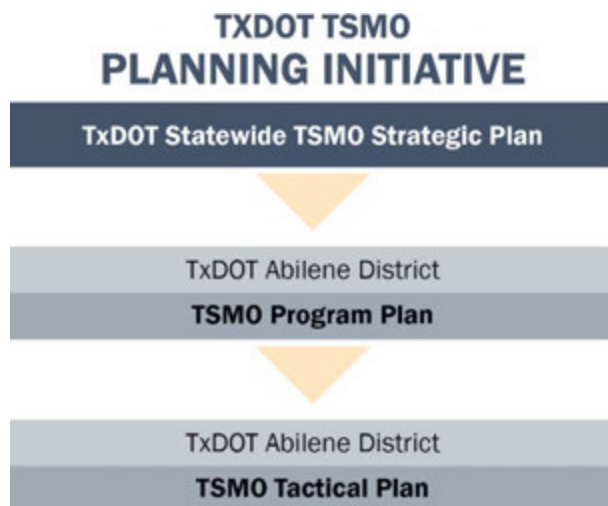 TXDOT TSMO
PLANNING INITIATIVE
TxDOT Statewide TSMO Strategic Plan
TxDOT Abilene District
TSMO Program Plan
TxDOT Abilene District
TSMO Tactical Plan